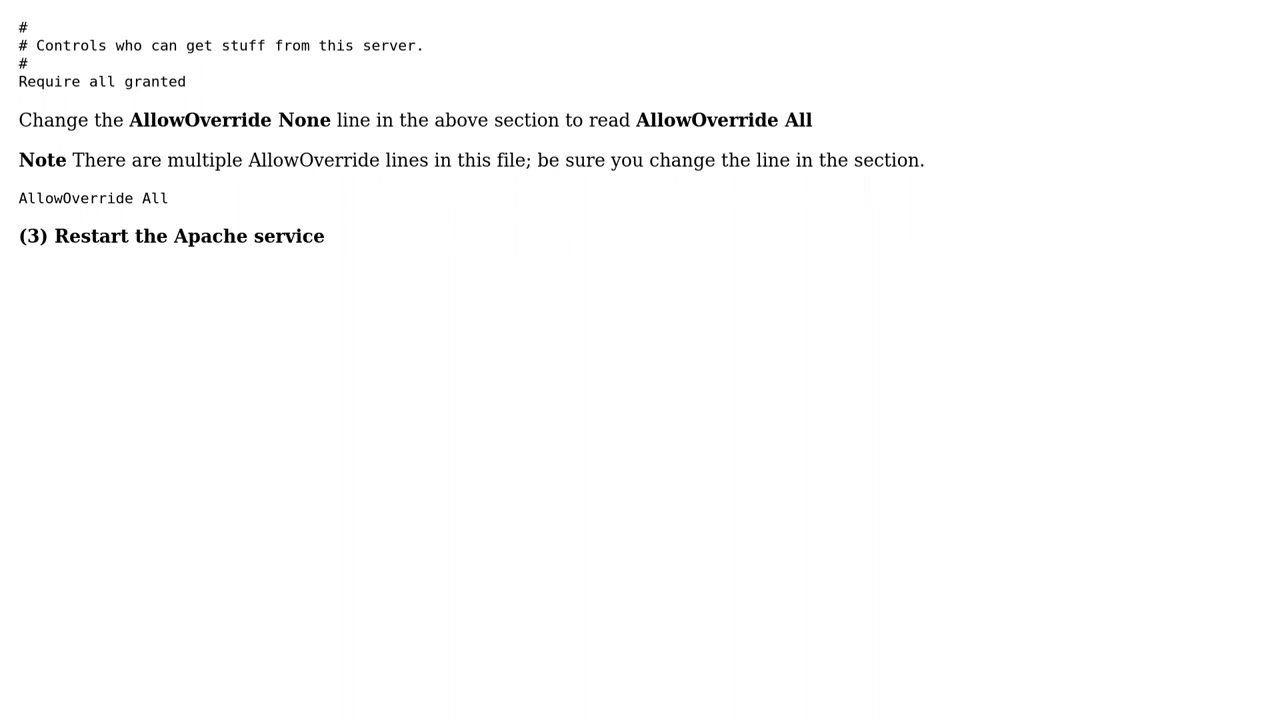 #
# Controls who can get stuff from this server.
#
Require all granted
Change the AllowOverride None line in the above section to read AllowOverride All
Note There are multiple AllowOverride lines in this file; be sure you change the line in the section.
AllowOverride All
(3) Restart the Apache service